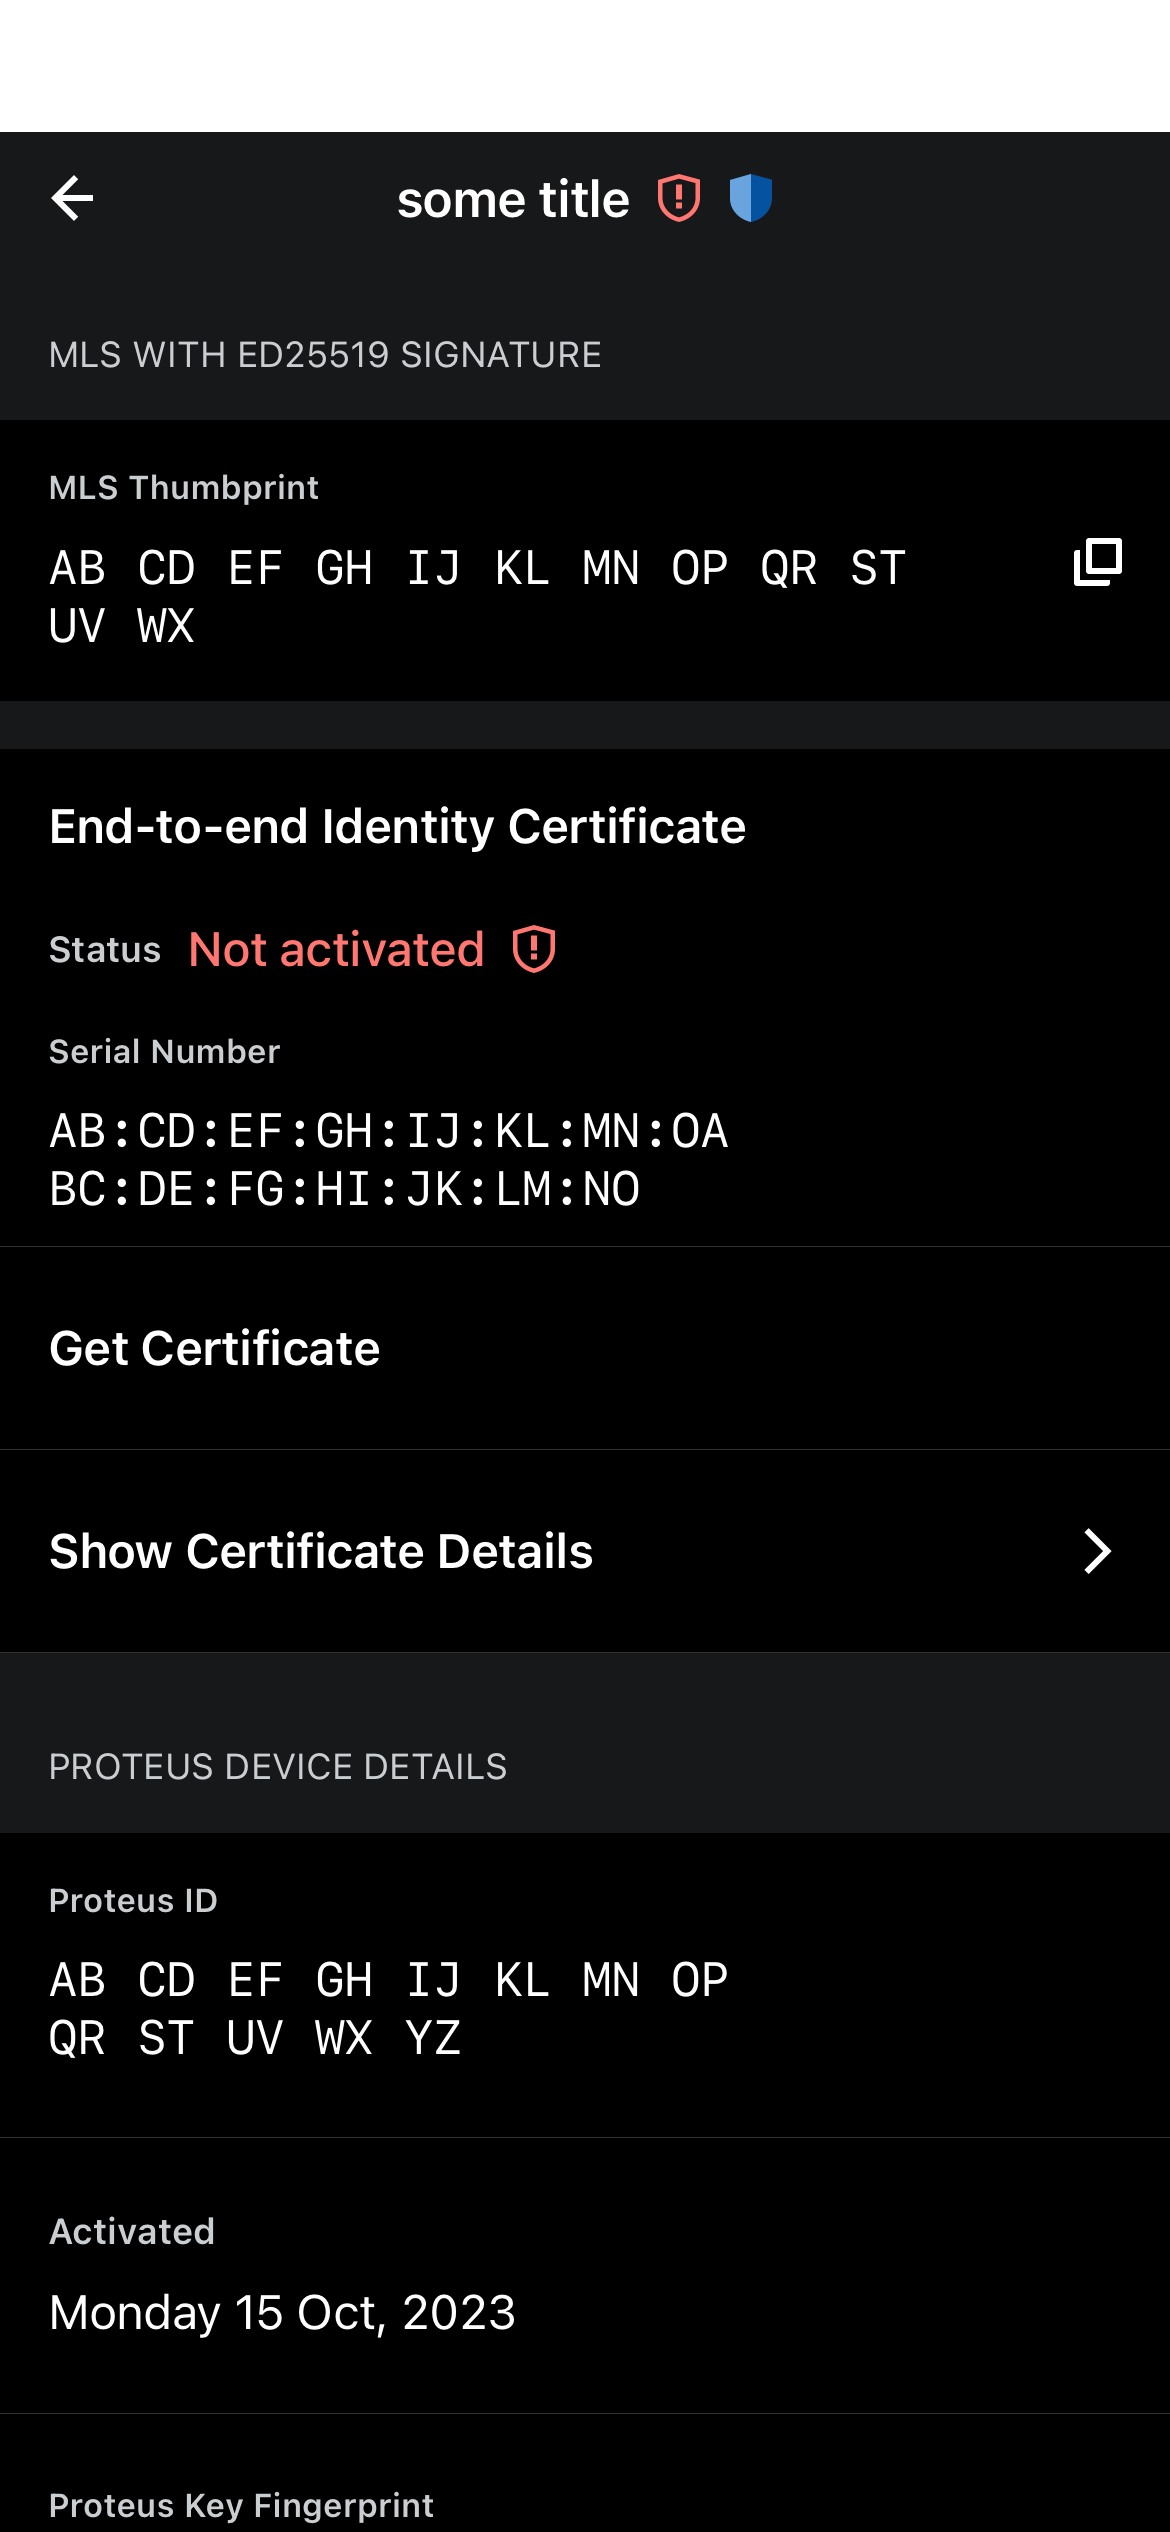 some title
MLS WITH ED25519 SIGNATURE
MLS Thumbprint
AB CD EF GH IJ KL MN OP QR ST
UV WX
End-to-end Identity Certificate
Status Not activated
Serial Number
AB:CD:EF:GH:IJ:KL:MN:OA
BC:DE:FG:HI:JK:LM:NO
Get Certificate
Show Certificate Details
PROTEUS DEVICE DETAILS
Proteus ID
AB CD EF GH IJ KL MN OP
QR ST UV WX YZ
Activated
Monday 15 Oct, 2023
Proteus Key Fingerprint